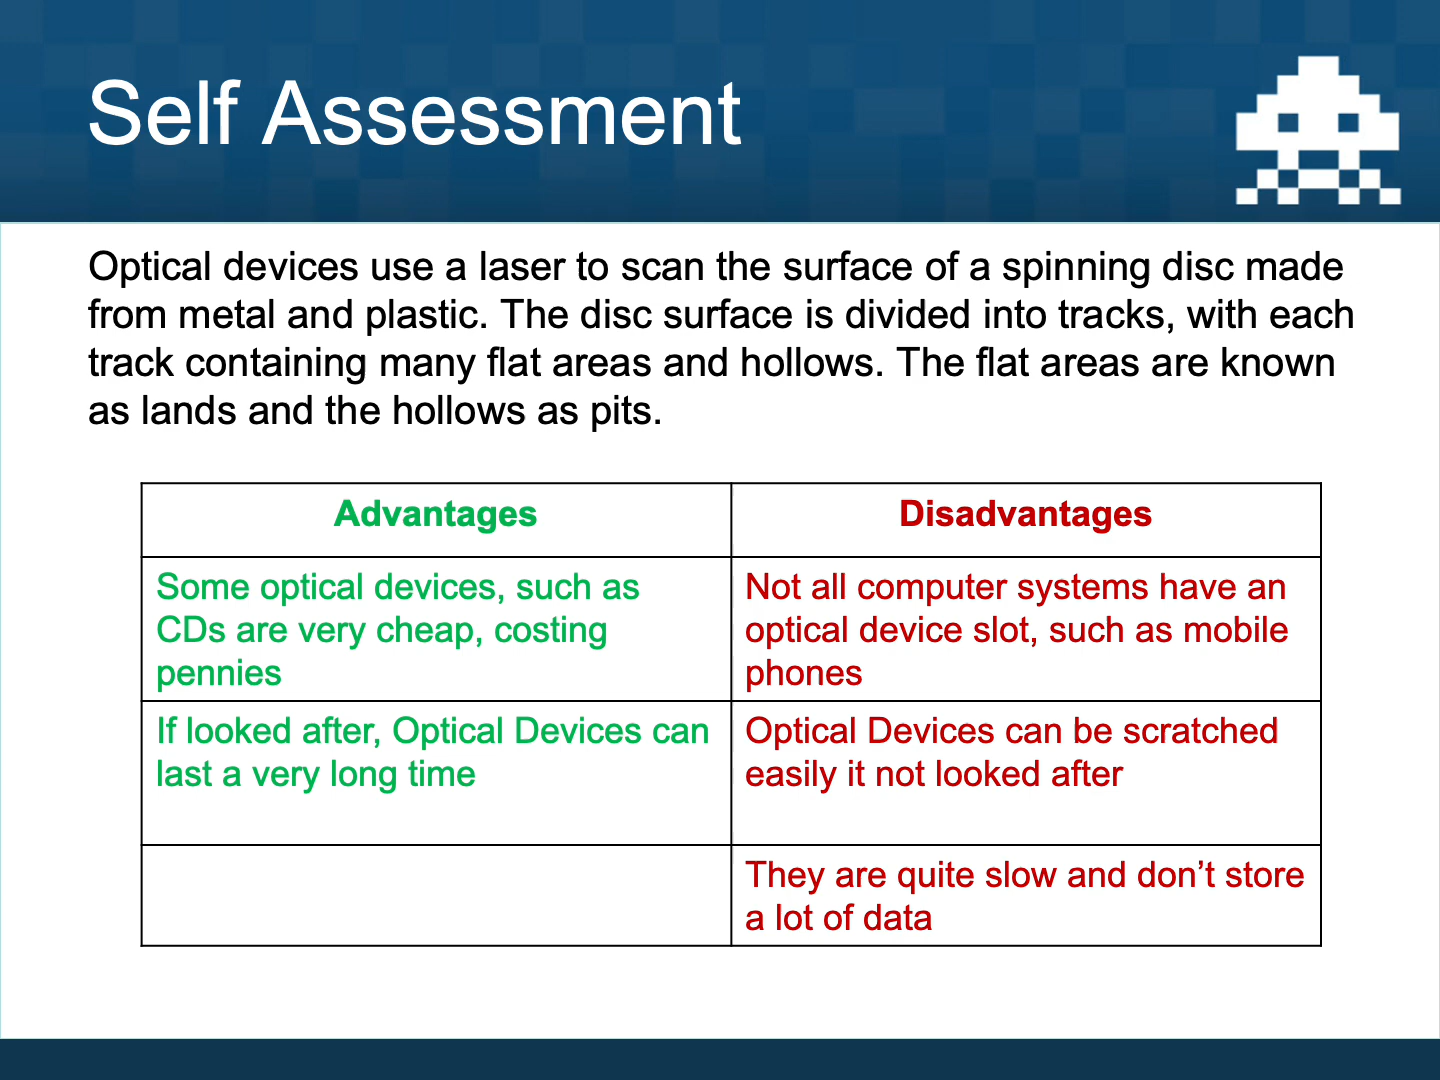 Self Assessment
Optical devices use a laser to scan the surface of a spinning disc made
from metal and plastic. The disc surface is divided into tracks, with each
track containing many flat areas and hollows. The flat areas are known
as lands and the hollows as pits.
Advantages
Disadvantages
Some optical devices, such as
CDs are very cheap, costing
pennies
Not all computer systems have an
optical device slot, such as mobile
phones
If looked after, Optical Devices can
last a very long time
Optical Devices can be scratched
easily it not looked after
They are quite slow and don’t store
a lot of data